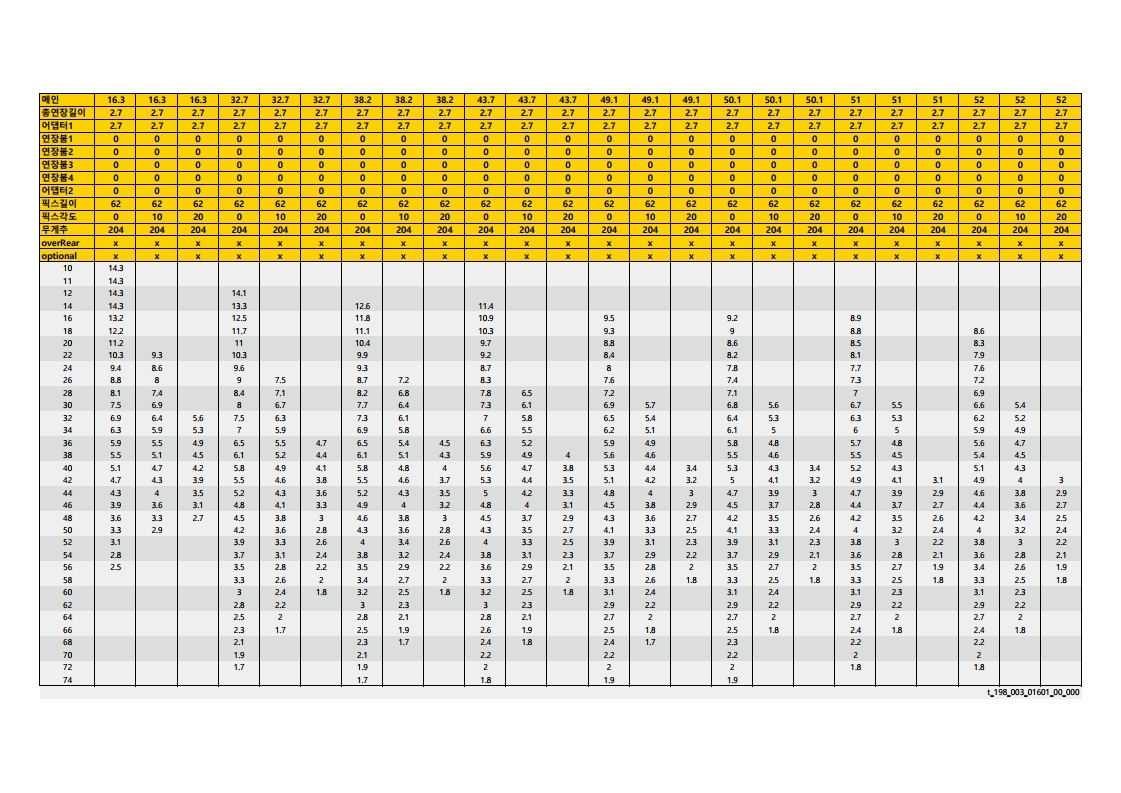 메인 16.3 16.3 16.3 32.7 32.7 32.7 38.2 38.2 38.2 43.7 43.7 43.7 49.1 49.1 49.1 50.1 50.1 50.1 51 51 51 52 52 52
총연장길이 2.7 2.7 2.7 2.7 2.7 2.7 2.7 2.7 2.7 2.7 2.7 2.7 2.7 2.7 2.7 2.7 2.7 2.7 2.7 2.7 2.7 2.7 2.7 2.7
어댑터1 2.7 2.7 2.7 2.7 2.7 2.7 2.7 2.7 2.7 2.7 2.7 2.7 2.7 2.7 2.7 2.7 2.7 2.7 2.7 2.7 2.7 2.7 2.7 2.7
연장붐1 0 0 0 0 0 0 0 0 0 0 0 0 0 0 0 0 0 0 0 0 0 0 0 0
연장붐2 0 0 0 0 0 0 0 0 0 0 0 0 0 0 0 0 0 0 0 0 0 0 0 0
연장붐3 0 0 0 0 0 0 0 0 0 0 0 0 0 0 0 0 0 0 0 0 0 0 0 0
연장붐4 0 0 0 0 0 0 0 0 0 0 0 0 0 0 0 0 0 0 0 0 0 0 0 0
어댑터2 0 0 0 0 0 0 0 0 0 0 0 0 0 0 0 0 0 0 0 0 0 0 0 0
픽스길이 62 62 62 62 62 62 62 62 62 62 62 62 62 62 62 62 62 62 62 62 62 62 62 62
픽스각도 0 10 20 0 10 20 0 10 20 0 10 20 0 10 20 0 10 20 0 10 20 0 10 20
무게추 204 204 204 204 204 204 204 204 204 204 204 204 204 204 204 204 204 204 204 204 204 204 204 204
overRear x x x x x x x x x x x x x x x x x x x x x x x x
optional x x x x x x x x x x x x x x x x x x x x x x x x
10 14.3
11 14.3
12 14.3 14.1
14 14.3 13.3 12.6 11.4
16 13.2 12.5 11.8 10.9 9.5 9.2 8.9
18 12.2 11.7 11.1 10.3 9.3 9 8.8 8.6
20 11.2 11 10.4 9.7 8.8 8.6 8.5 8.3
22 10.3 9.3 10.3 9.9 9.2 8.4 8.2 8.1 7.9
24 9.4 8.6 9.6 9.3 8.7 8 7.8 7.7 7.6
26 8.8 8 9 7.5 8.7 7.2 8.3 7.6 7.4 7.3 7.2
28 8.1 7.4 8.4 7.1 8.2 6.8 7.8 6.5 7.2 7.1 7 6.9
30 7.5 6.9 8 6.7 7.7 6.4 7.3 6.1 6.9 5.7 6.8 5.6 6.7 5.5 6.6 5.4
32 6.9 6.4 5.6 7.5 6.3 7.3 6.1 7 5.8 6.5 5.4 6.4 5.3 6.3 5.3 6.2 5.2
34 6.3 5.9 5.3 7 5.9 6.9 5.8 6.6 5.5 6.2 5.1 6.1 5 6 5 5.9 4.9
36 5.9 5.5 4.9 6.5 5.5 4.7 6.5 5.4 4.5 6.3 5.2 5.9 4.9 5.8 4.8 5.7 4.8 5.6 4.7
38 5.5 5.1 4.5 6.1 5.2 4.4 6.1 5.1 4.3 5.9 4.9 4 5.6 4.6 5.5 4.6 5.5 4.5 5.4 4.5
40 5.1 4.7 4.2 5.8 4.9 4.1 5.8 4.8 4 5.6 4.7 3.8 5.3 4.4 3.4 5.3 4.3 3.4 5.2 4.3 5.1 4.3
42 4.7 4.3 3.9 5.5 4.6 3.8 5.5 4.6 3.7 5.3 4.4 3.5 5.1 4.2 3.2 5 4.1 3.2 4.9 4.1 3.1 4.9 4 3
44 4.3 4 3.5 5.2 4.3 3.6 5.2 4.3 3.5 5 4.2 3.3 4.8 4 3 4.7 3.9 3 4.7 3.9 2.9 4.6 3.8 2.9
46 3.9 3.6 3.1 4.8 4.1 3.3 4.9 4 3.2 4.8 4 3.1 4.5 3.8 2.9 4.5 3.7 2.8 4.4 3.7 2.7 4.4 3.6 2.7
48 3.6 3.3 2.7 4.5 3.8 3 4.6 3.8 3 4.5 3.7 2.9 4.3 3.6 2.7 4.2 3.5 2.6 4.2 3.5 2.6 4.2 3.4 2.5
50 3.3 2.9 4.2 3.6 2.8 4.3 3.6 2.8 4.3 3.5 2.7 4.1 3.3 2.5 4.1 3.3 2.4 4 3.2 2.4 4 3.2 2.4
52 3.1 3.9 3.3 2.6 4 3.4 2.6 4 3.3 2.5 3.9 3.1 2.3 3.9 3.1 2.3 3.8 3 2.2 3.8 3 2.2
54 2.8 3.7 3.1 2.4 3.8 3.2 2.4 3.8 3.1 2.3 3.7 2.9 2.2 3.7 2.9 2.1 3.6 2.8 2.1 3.6 2.8 2.1
56 2.5 3.5 2.8 2.2 3.5 2.9 2.2 3.6 2.9 2.1 3.5 2.8 2 3.5 2.7 2 3.4 2.7 1.9 3.4 2.6 1.9
58 3.3 2.6 2 3.4 2.7 2 3.3 2.7 2 3.3 2.6 1.8 3.3 2.5 1.8 3.3 2.5 1.8 3.3 2.5 1.8
60 3 2.4 1.8 3.2 2.5 1.8 3.2 2.5 1.8 3.1 2.4 3.1 2.4 3.1 2.3 3.1 2.3
62 2.8 2.2 3 2.3 3 2.3 2.9 2.2 2.9 2.2 2.9 2.2 2.9 2.2
64 2.5 2 2.8 2.1 2.8 2.1 2.7 2 2.7 2 2.6 2 2.7 2
66 2.3 1.7 2.5 1.9 2.6 1.9 2.5 1.8 2.5 1.8 2.4 1.8 2.4 1.8
68 2.1 2.3 1.7 2.4 1.8 2.4 1.7 2.3 2.2 2.2
70 1.9 2.1 2.2 2.2 2.2 2 2
72 1.7 1.9 2 2 2 1.8 1.8
74 1.7 1.8 1.9 1.9
t_198_003_01601_00_000